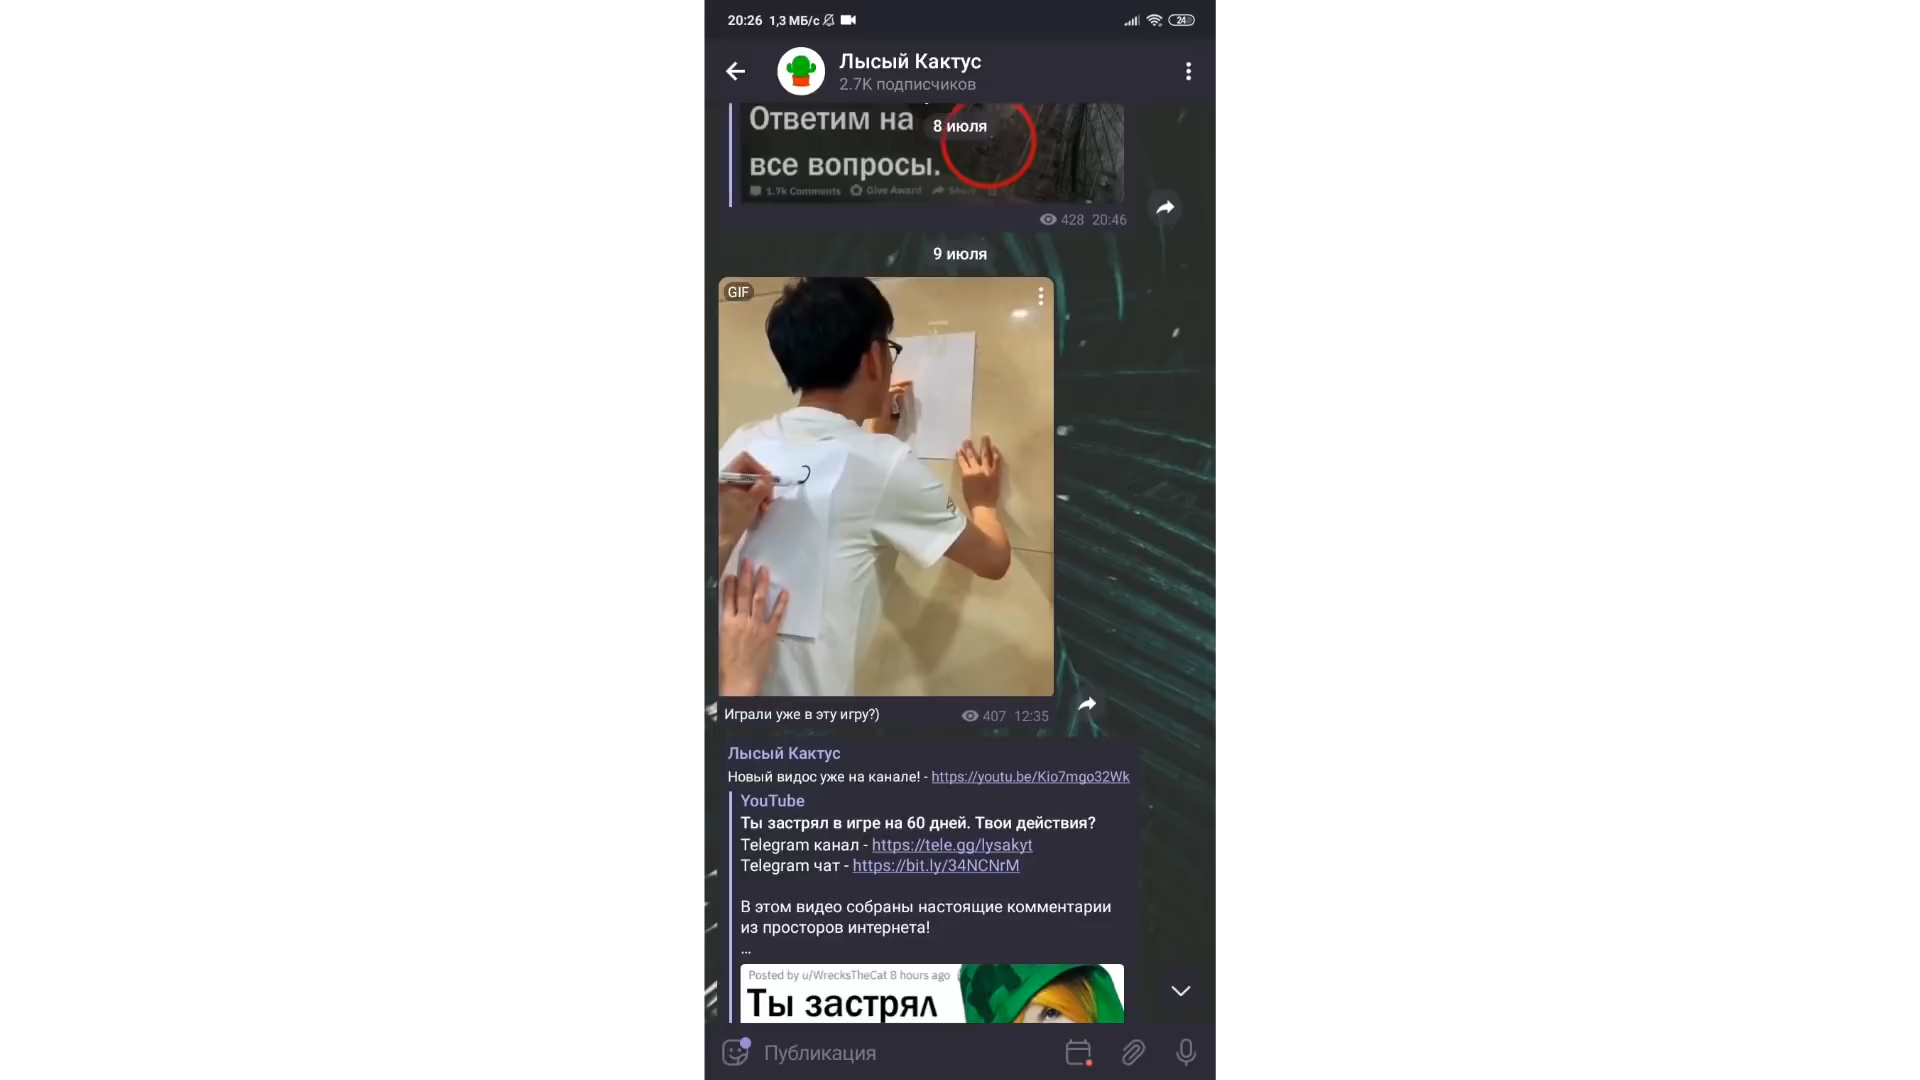 20:26 1,3 МБ/с 24
Лысый Кактус
2.7K подписчиков
Ответим на
8 июля
все вопросы.
1.7k Comments Give Award
428 20:46
9 июля
GIF
Играли уже в эту игру?)
407 12:35
Лысый Кактус
Новый видос уже на канале! - https://youtu.be/Kio7mgo32Wk
YouTube
Ты застрял в игре на 60 дней. Твои действия?
Telegram канал - https://tele.gg/lysakyt
Telegram чат - https://bit.ly/34NCNrM
В этом видео собраны настоящие комментарии
из просторов интернета!
...
Posted by u/WrecksTheCat 8 hours ago
Ты застрял
Публикация